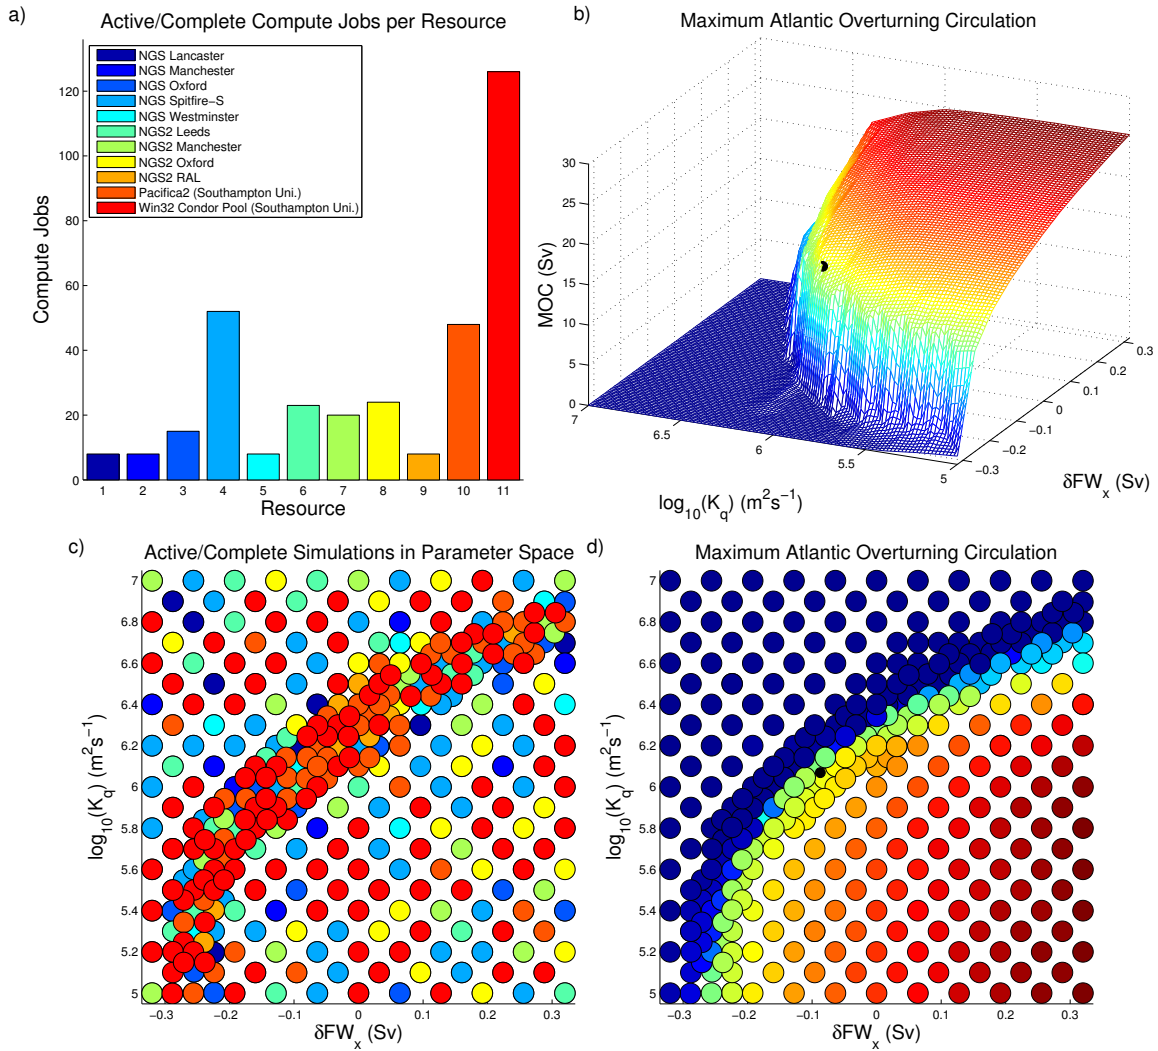 a)
Active/Complete Compute Jobs per Resource
NGS Lancaster
NGS Manchester
NGS Oxford
NGS Spitfire-S
NGS Westminster
NGS2 Leeds
NGS2 Manchester
NGS2 Oxford
NGS2 RAL
Pacifica2 (Southampton Uni.)
Win32 Condor Pool (Southampton Uni.)
120
100
80
60
40
20
0
Compute Jobs
1 2 3 4 5 6 7 8 9 10 11
Resource
b)
Maximum Atlantic Overturning Circulation
30
25
20
15
10
5
0
MOC (Sv)
7
6.5
6
5.5
5
log10(Kq) (m2s−1)
0.3
0.2
0.1
0
−0.1
−0.2
−0.3
δFWx (Sv)
c)
Active/Complete Simulations in Parameter Space
7
6.8
6.6
6.4
6.2
6
5.8
5.6
5.4
5.2
5
log10(Kq) (m2s−1)
−0.3 −0.2 −0.1 0 0.1 0.2 0.3
δFWx (Sv)
d)
Maximum Atlantic Overturning Circulation
7
6.8
6.6
6.4
6.2
6
5.8
5.6
5.4
5.2
5
log10(Kq) (m2s−1)
−0.3 −0.2 −0.1 0 0.1 0.2 0.3
δFWx (Sv)